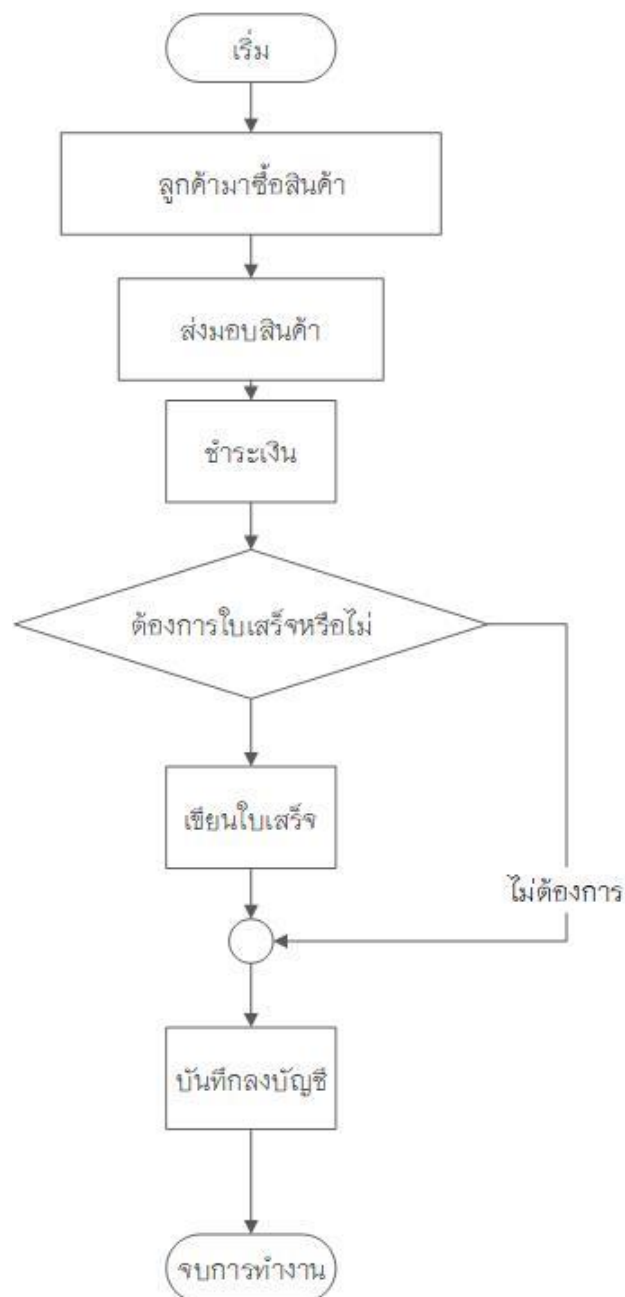 เริ่ม
ลูกค้ามาซื้อสินค้า
ส่งมอบสินค้า
ชำระเงิน
ต้องการใบเสร็จหรือไม่
เขียนใบเสร็จ
ไม่ต้องการ
บันทึกลงบัญชี
จบการทำงาน